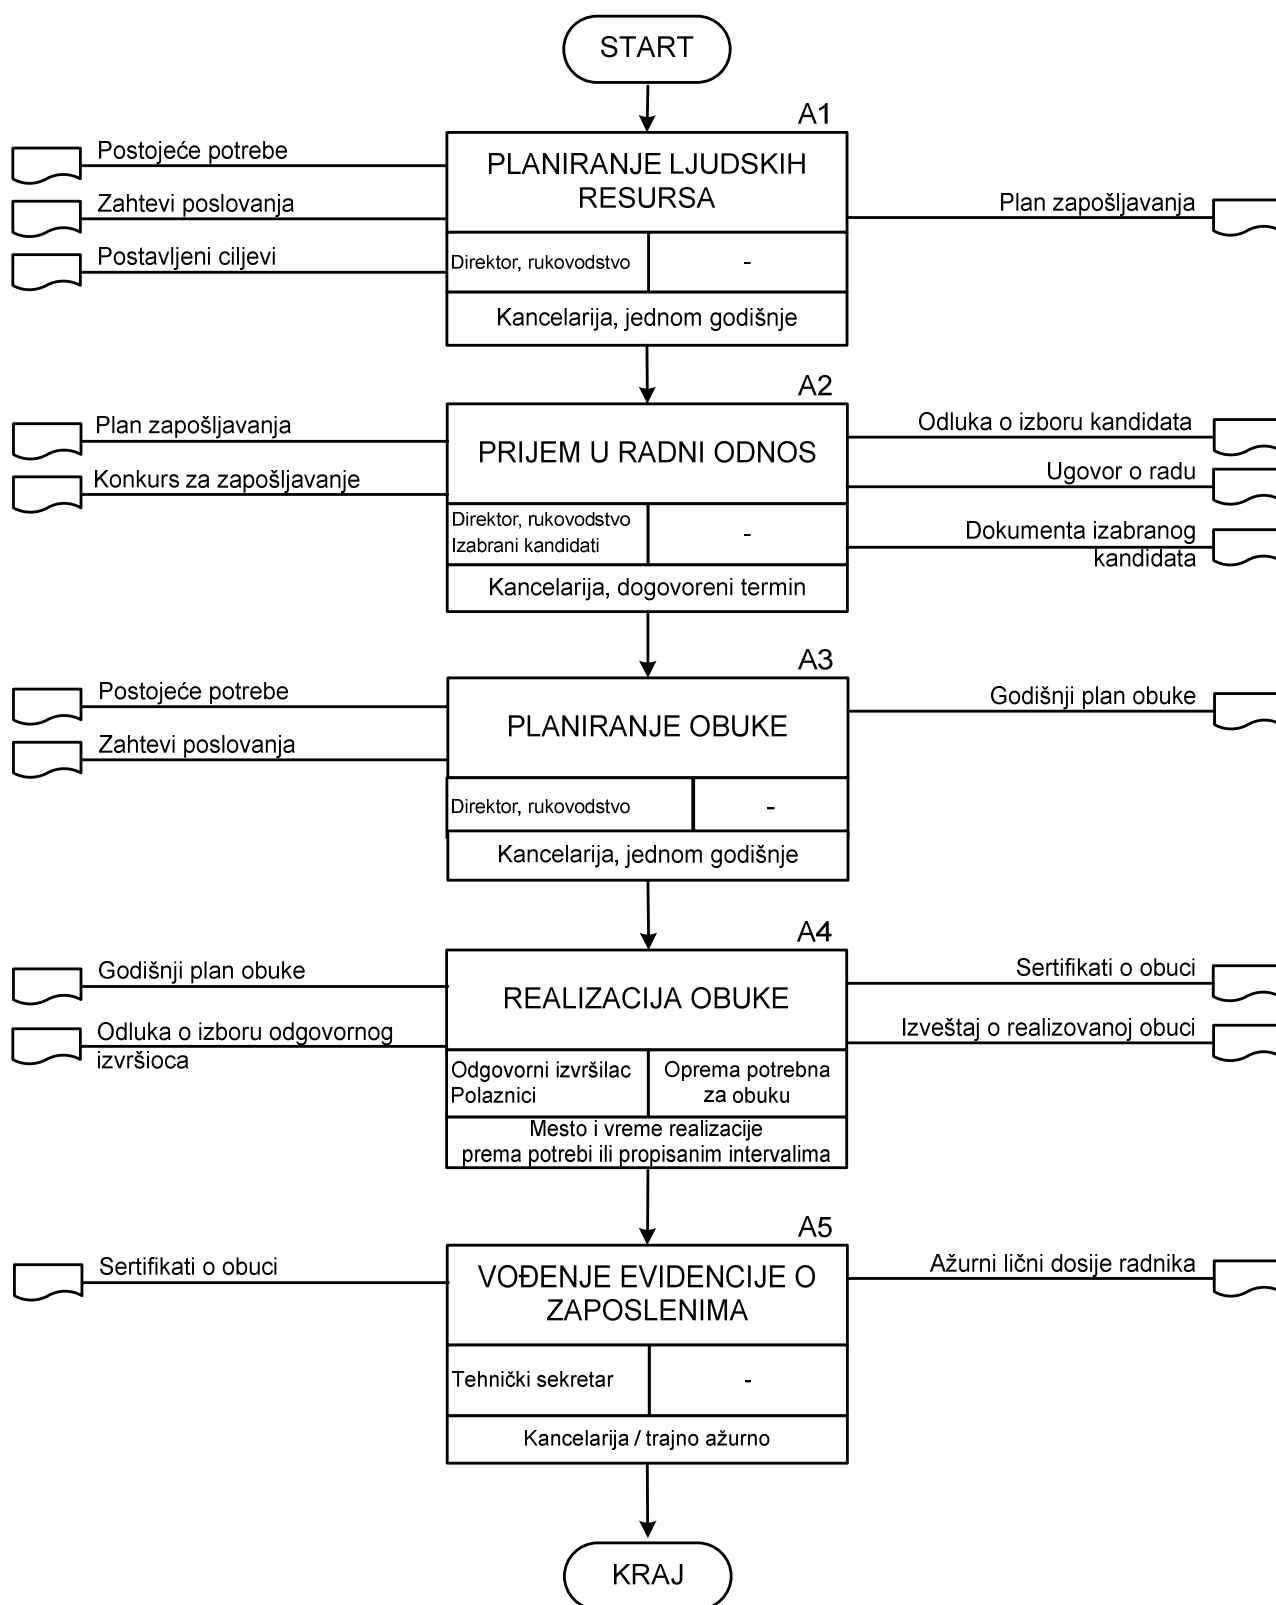 START
A1
Postojeće potrebe
Zahtevi poslovanja
Postavljeni ciljevi
PLANIRANJE LJUDSKIH
RESURSA
Direktor, rukovodstvo
-
Kancelarija, jednom godišnje
Plan zapošljavanja
A2
Plan zapošljavanja
Konkurs za zapošljavanje
PRIJEM U RADNI ODNOS
Direktor, rukovodstvo
Izabrani kandidati
-
Kancelarija, dogovoreni termin
Odluka o izboru kandidata
Ugovor o radu
Dokumenta izabranog
kandidata
A3
Postojeće potrebe
Zahtevi poslovanja
PLANIRANJE OBUKE
Direktor, rukovodstvo
-
Kancelarija, jednom godišnje
Godišnji plan obuke
A4
Godišnji plan obuke
Odluka o izboru odgovornog
izvršioca
REALIZACIJA OBUKE
Odgovorni izvršilac
Polaznici
Oprema potrebna
za obuku
Mesto i vreme realizacije
prema potrebi ili propisanim intervalima
Sertifikati o obuci
Izveštaj o realizovanoj obuci
A5
Sertifikati o obuci
VOĐENJE EVIDENCIJE O
ZAPOSLENIMA
Tehnički sekretar
-
Kancelarija / trajno ažurno
Ažurni lični dosije radnika
KRAJ